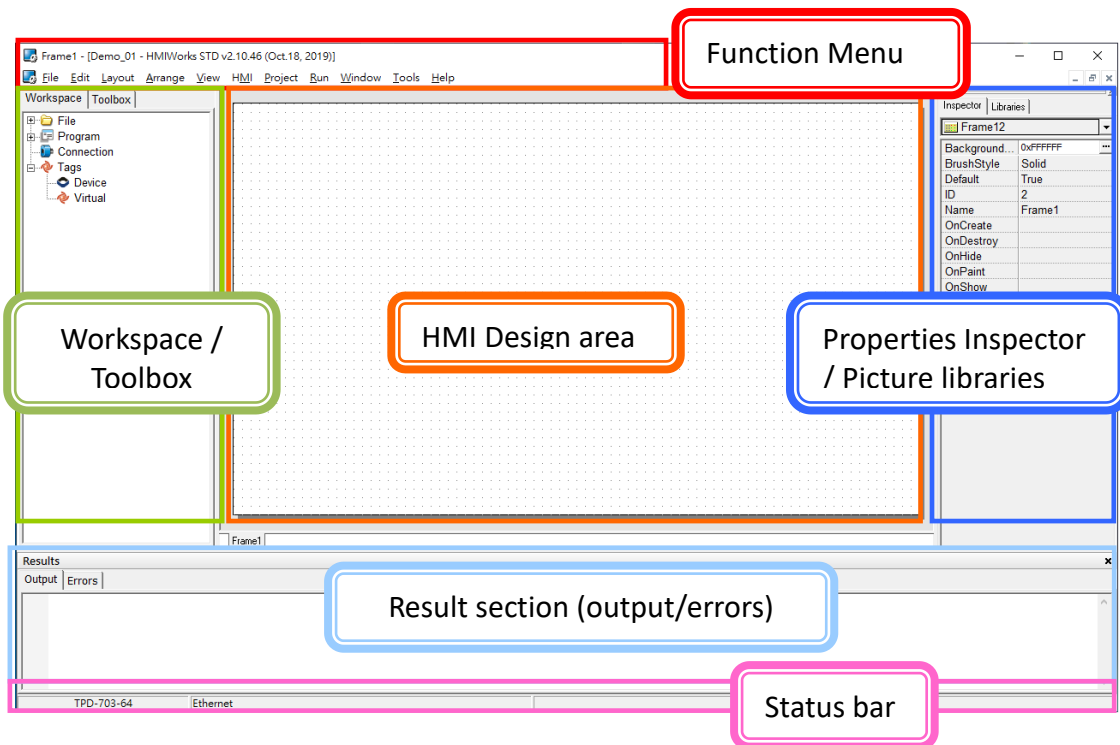 Function Menu
Frame1 - [Demo_01 - HMIWorks STD v2.10.46 (Oct.18, 2019)]
File Edit Layout Arrange View HMI Project Run Window Tools Help
Workspace Toolbox
File
Program
Connection
Tags
Device
Virtual
Workspace /
Toolbox
HMI Design area
Inspector Libraries
Frame12
Background... 0xFFFFFF
BrushStyle Solid
Default True
ID 2
Name Frame1
OnCreate
OnDestroy
OnHide
OnPaint
OnShow
Properties Inspector
/ Picture libraries
Frame1
Results
Output Errors
Result section (output/errors)
Status bar
TPD-703-64 Ethernet